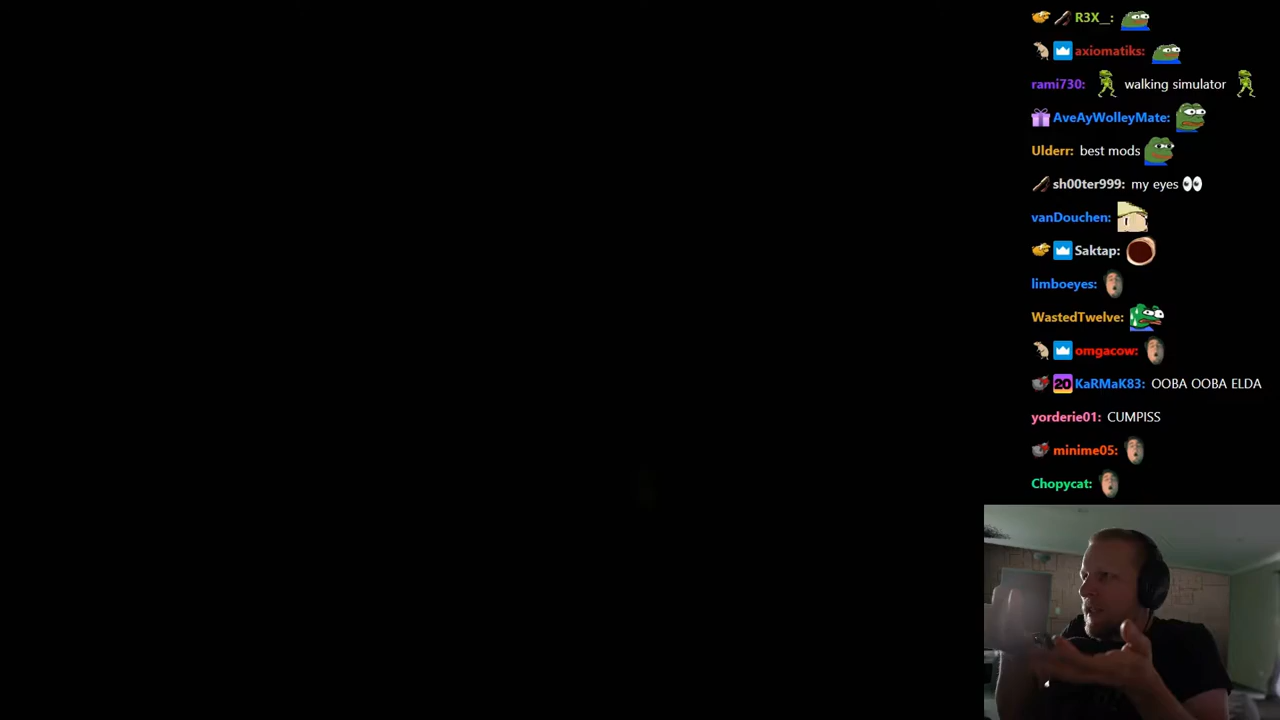 R3X__:
axiomatiks:
rami730: walking simulator
AveAyWolleyMate:
Ulderr: best mods
sh00ter999: my eyes
vanDouchen:
Saktap:
limboeyes:
WastedTwelve:
omgacow:
20 KaRMaK83: OOBA OOBA ELDA
yorderie01: CUMPISS
minime05:
Chopycat: